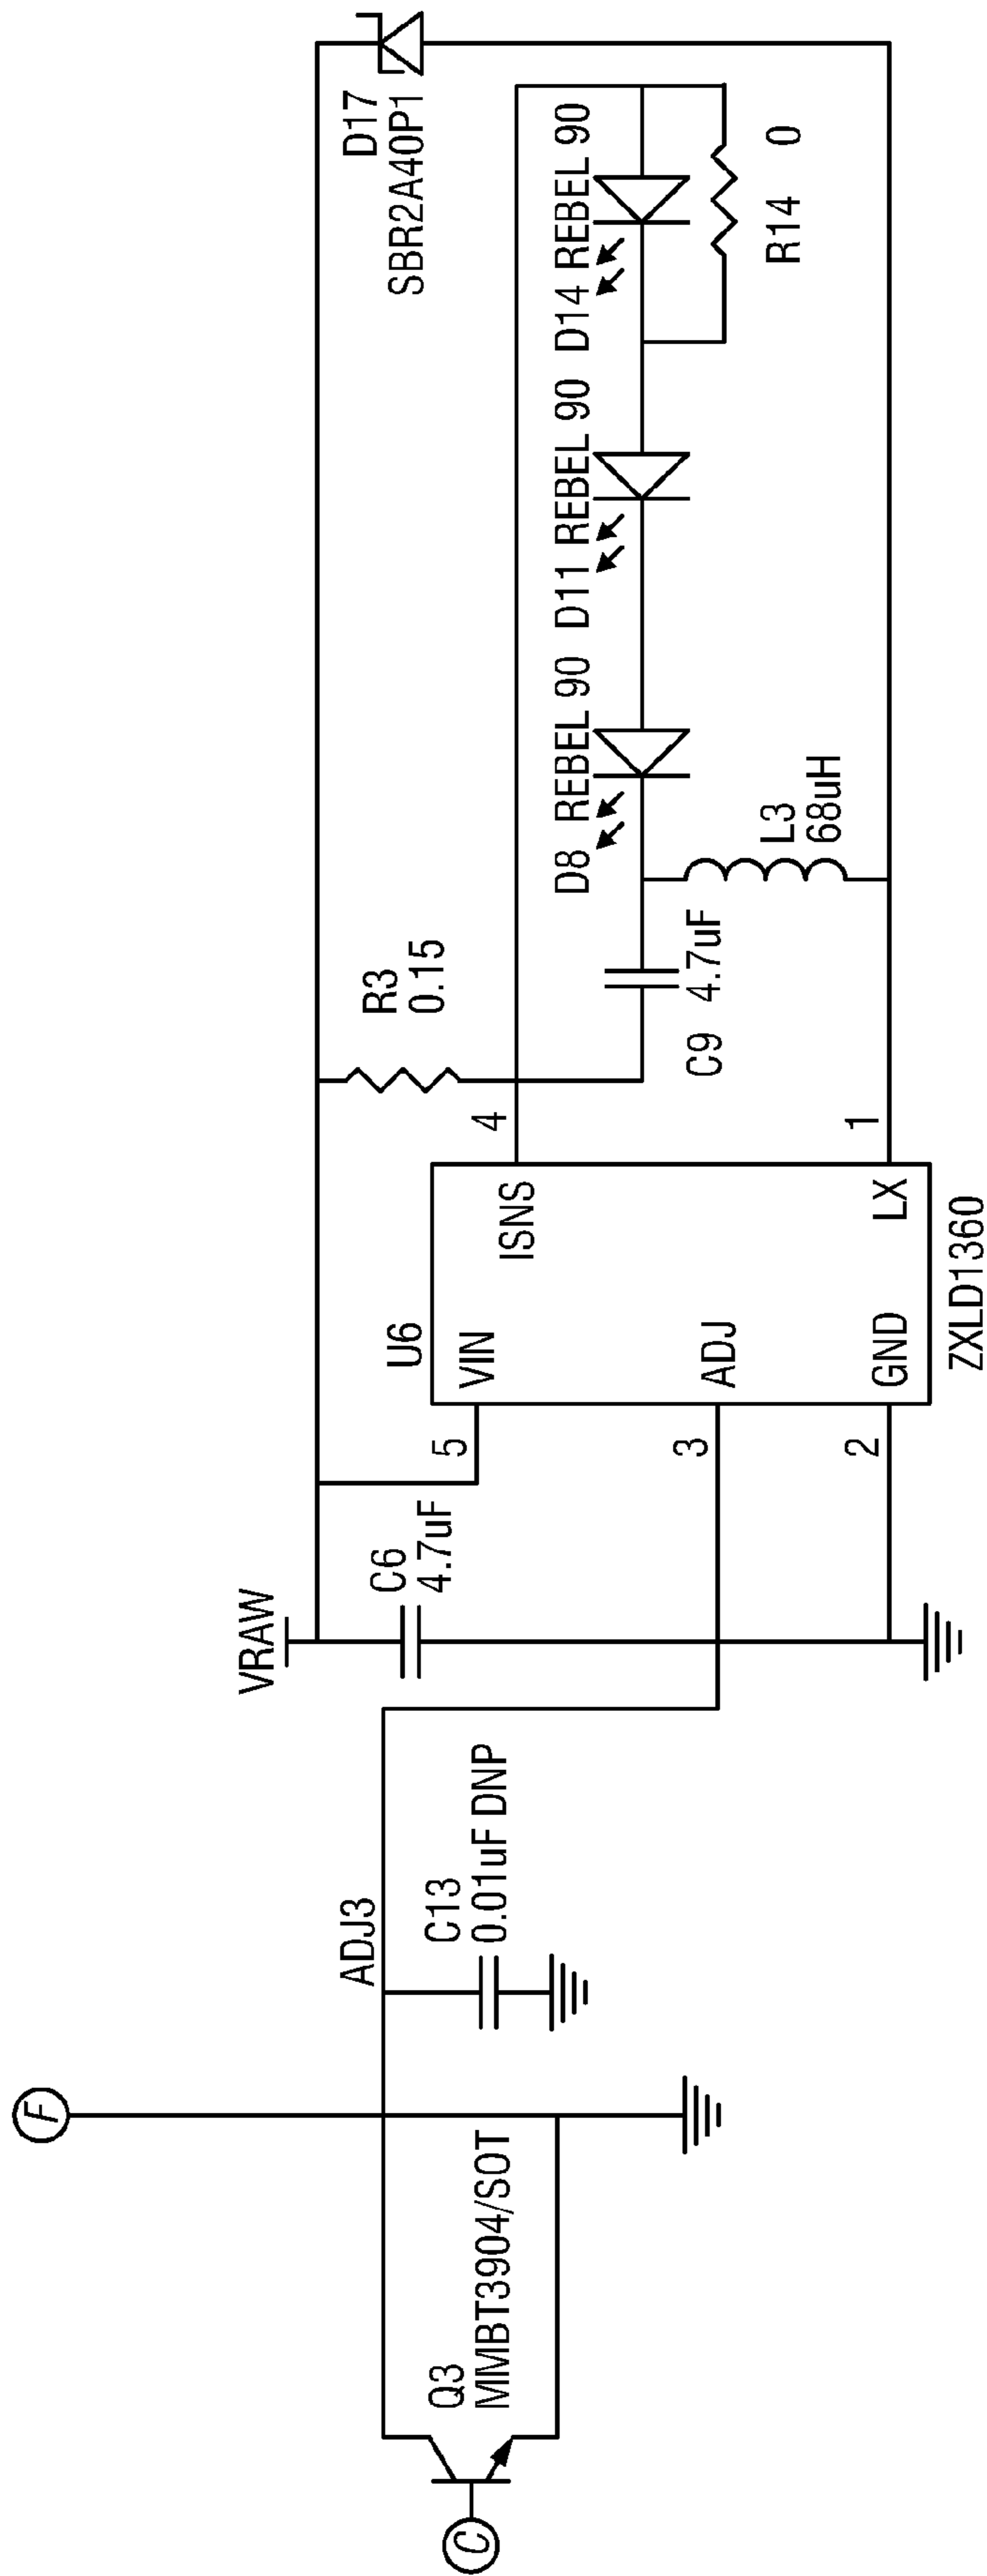 F
C
Q3
MMBT3904/SOT
ADJ3
C13
0.01uF DNP
VRAW
C6
4.7uF
5
3
2
U6
VIN
ADJ
GND
ISNS
LX
ZXLD1360
4
1
R3
0.15
C9 4.7uF
L3
68uH
D8 REBEL 90
D11 REBEL 90
D14 REBEL 90
R14 0
D17
SBR2A40P1